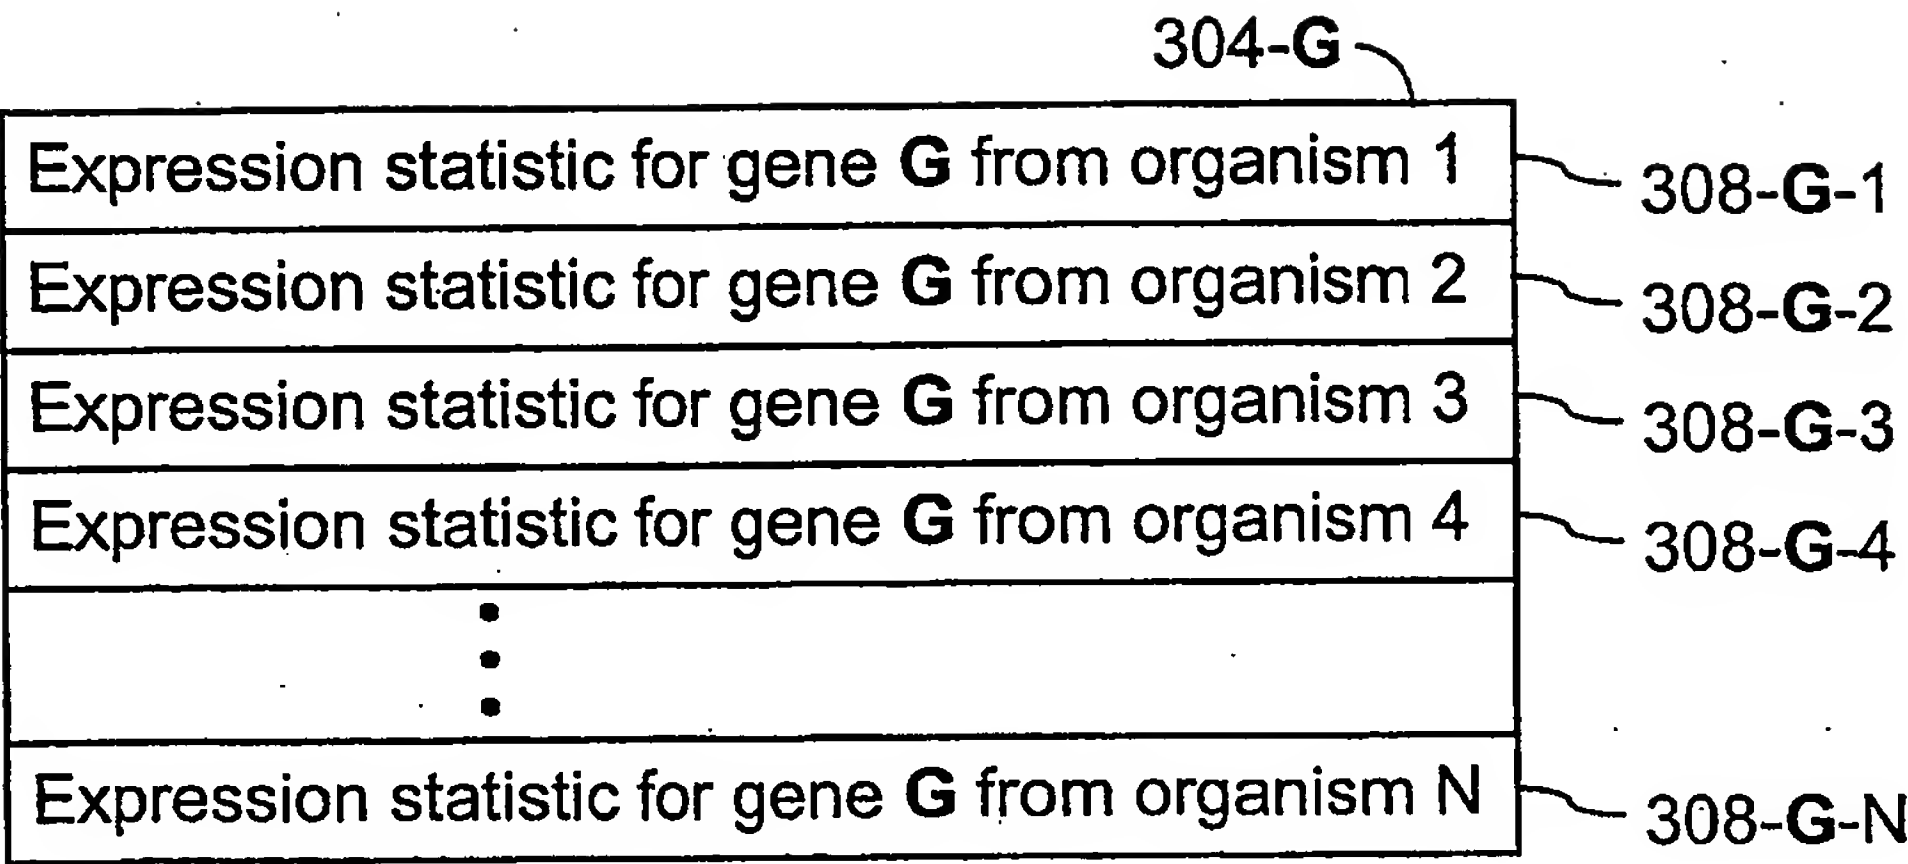 304-G
Expression statistic for gene G from organism 1 308-G-1
Expression statistic for gene G from organism 2 308-G-2
Expression statistic for gene G from organism 3 308-G-3
Expression statistic for gene G from organism 4 308-G-4
Expression statistic for gene G from organism N 308-G-N